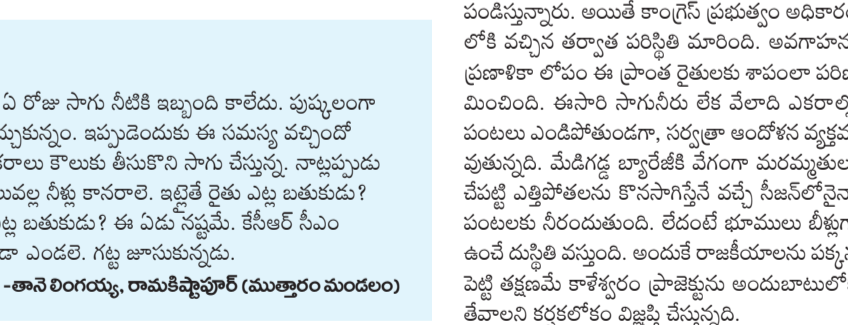 ఏ రోజు సాగు నీటికి ఇబ్బంది కాలేదు. పుష్కలంగా
చ్చుకున్నం. ఇప్పుడెందుకు ఈ సమస్య వచ్చిందో
కరాలు కౌలుకు తీసుకొని సాగు చేస్తున్న. నాట్లప్పుడు
లువల్ల నీళ్లు కానరాలె. ఇట్లైతే రైతు ఎట్ల బతుకుడు?
ట్ల బతుకుడు? ఈ ఏడు నష్టమే. కేసీఆర్ సీఎం
డా ఎండలె. గట్ల జూసుకున్నడు.
-తానె లింగయ్య, రామకిష్టాపూర్ (ముత్తారం మండలం)
పండిస్తున్నారు. అయితే కాంగ్రెస్ ప్రభుత్వం అధికారం
లోకి వచ్చిన తర్వాత పరిస్థితి మారింది. అవగాహన,
ప్రణాళికా లోపం ఈ ప్రాంత రైతులకు శాపంలా పరిణ
మించింది. ఈసారి సాగునీరు లేక వేలాది ఎకరాల్లో
పంటలు ఎండిపోతుండగా, సర్వత్రా ఆందోళన వ్యక్తమ
వుతున్నది. మేడిగడ్డ బ్యారేజీకి వేగంగా మరమ్మతులు
చేపట్టి ఎత్తిపోతలను కొనసాగిస్తేనే వచ్చే సీజన్‌లోనైనా
పంటలకు నీరందుతుంది. లేదంటే భూములు బీళ్లుగా
ఉంచే దుస్థితి వస్తుంది. అందుకే రాజకీయాలను పక్కన
పెట్టి తక్షణమే కాళేశ్వరం ప్రాజెక్టును అందుబాటులోకి
తేవాలని కర్షకలోకం విజ్ఞప్తి చేస్తున్నది.